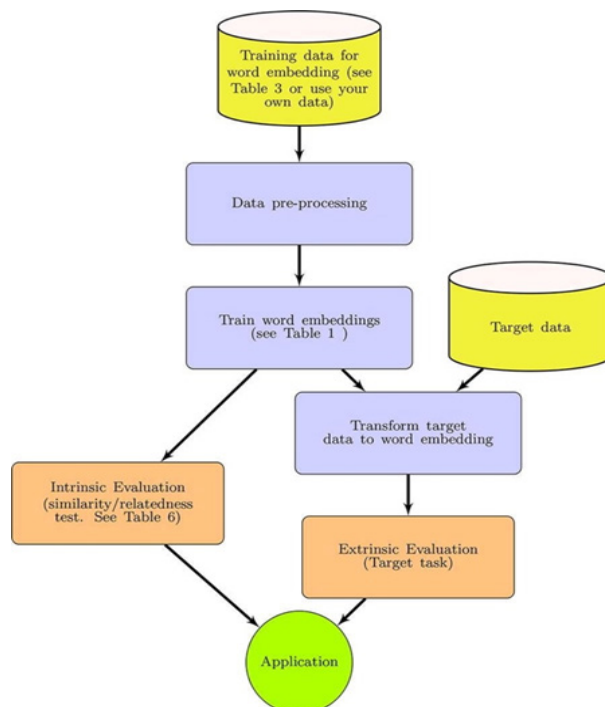 Training data for
word embedding (see
Table 3 or use your
own data)
Data pre-processing
Train word embeddings
(see Table 1 )
Target data
Transform target
data to word embedding
Intrinsic Evaluation
(similarity/relatedness
test. See Table 6)
Extrinsic Evaluation
(Target task)
Application